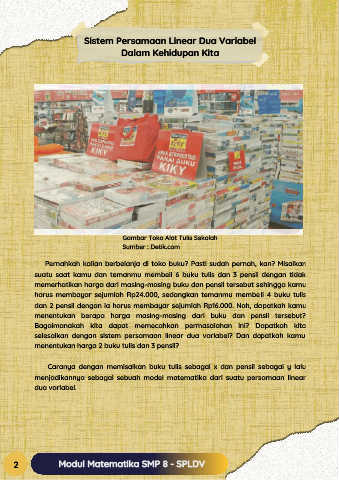 Sistem Persamaan Linear Dua Variabel
Dalam Kehidupan Kita
KIKY
PAKAI BUKU
KIKY
Gambar Toko Alat Tulis Sekolah
Sumber : Detik.com
Pernahkah kalian berbelanja di toko buku? Pasti sudah pernah, kan? Misalkan
suatu saat kamu dan temanmu membeli 6 buku tulis dan 3 pensil dengan tidak
memerhatikan harga dari masing-masing buku dan pensil tersebut sehingga kamu
harus membayar sejumlah Rp24.000, sedangkan temanmu membeli 4 buku tulis
dan 2 pensil dengan ia harus membayar sejumlah Rp16.000. Nah, dapatkah kamu
menentukan berapa harga masing-masing dari buku dan pensil tersebut?
Bagaimanakah kita dapat memecahkan permasalahan ini? Dapatkah kita
selesaikan dengan sistem persamaan linear dua variabel? Dan dapatkah kamu
menentukan harga 2 buku tulis dan 3 pensil?
Caranya dengan memisalkan buku tulis sebagai x dan pensil sebagai y lalu
menjadikannya sebagai sebuah model matematika dari suatu persamaan linear
dua variabel.
2
Modul Matematika SMP 8 - SPLDV